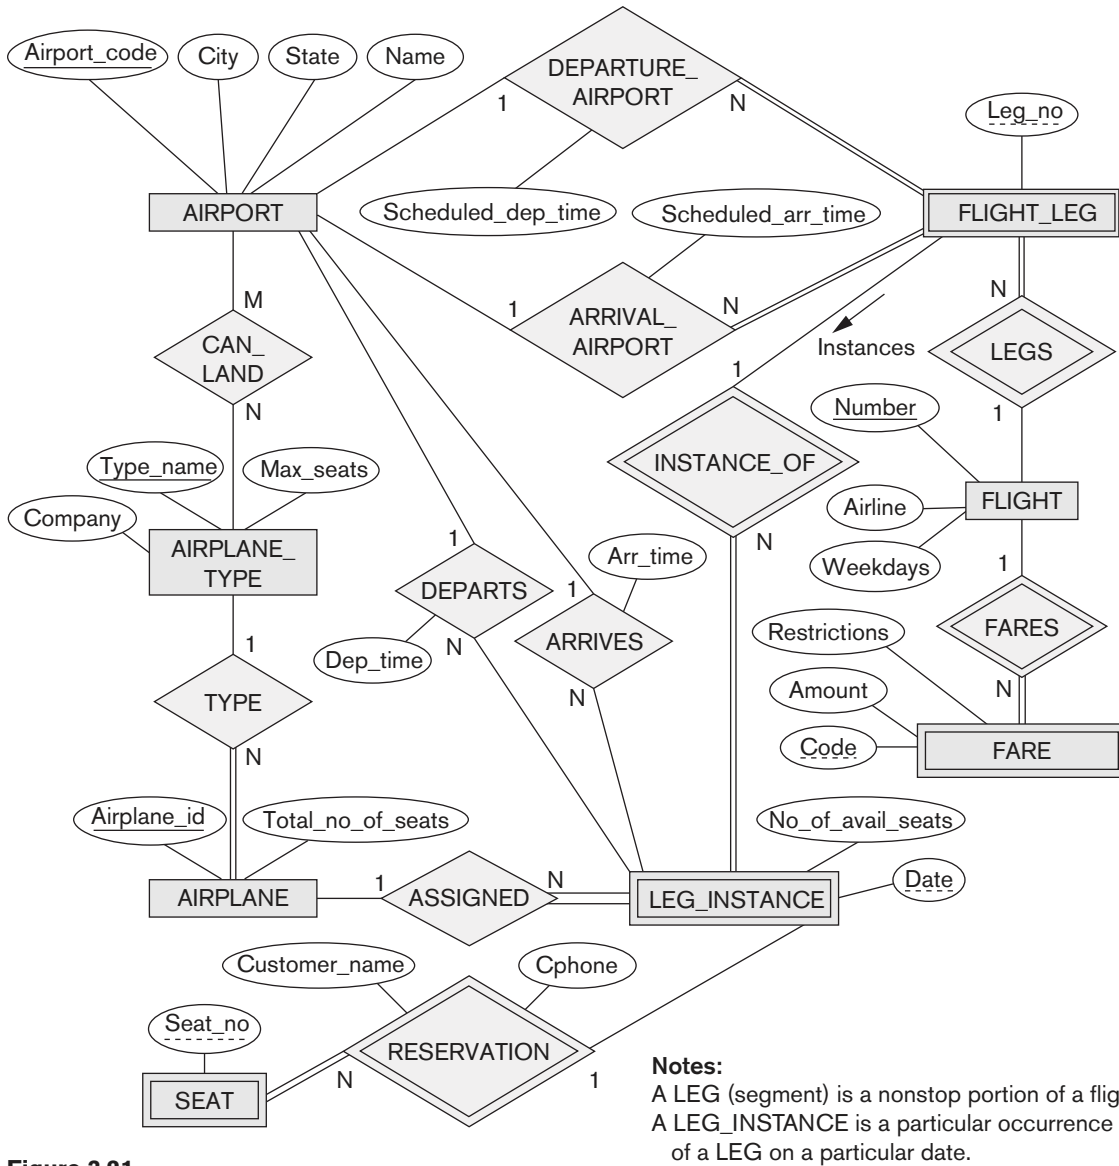 Airport_code
City
State
Name
DEPARTURE_
AIRPORT
1
N
Leg_no
Scheduled_dep_time
Scheduled_arr_time
AIRPORT
FLIGHT_LEG
M
1
N
N
ARRIVAL_
AIRPORT
Instances
CAN_
LAND
LEGS
1
N
1
Number
Type_name
Max_seats
INSTANCE_OF
Company
FLIGHT
Airline
AIRPLANE_
TYPE
1
Arr_time
N
Weekdays
1
DEPARTS
1
FARES
Restrictions
1
N
ARRIVES
Dep_time
N
Amount
N
TYPE
Code
FARE
N
Airplane_id
Total_no_of_seats
No_of_avail_seats
1
N
Date
AIRPLANE
ASSIGNED
LEG_INSTANCE
Customer_name
Cphone
Seat_no
RESERVATION
N
1
SEAT
Notes:
A LEG (segment) is a nonstop portion of a flig
A LEG_INSTANCE is a particular occurrence
of a LEG on a particular date.